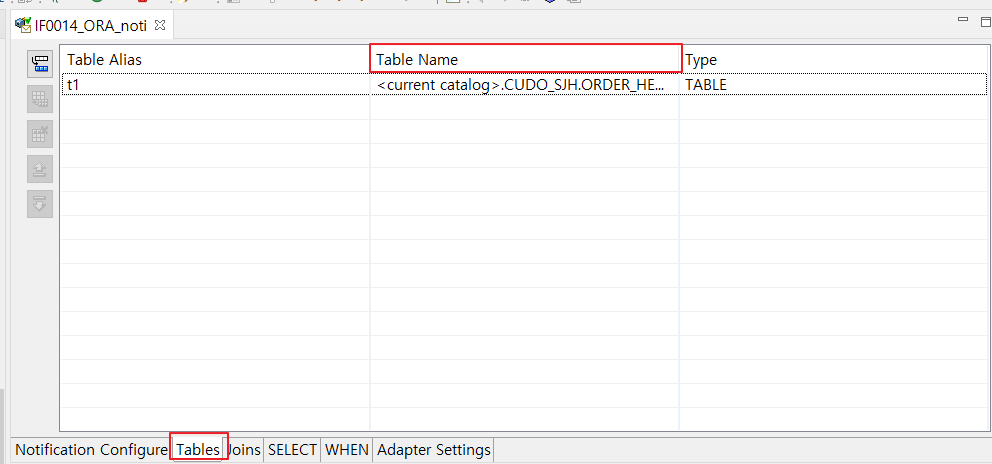 IF0014_ORA_noti
Table Alias Table Name Type
t1 <current catalog>.CUDO_SJH.ORDER_HE... TABLE
Notification Configure Tables Joins SELECT WHEN Adapter Settings